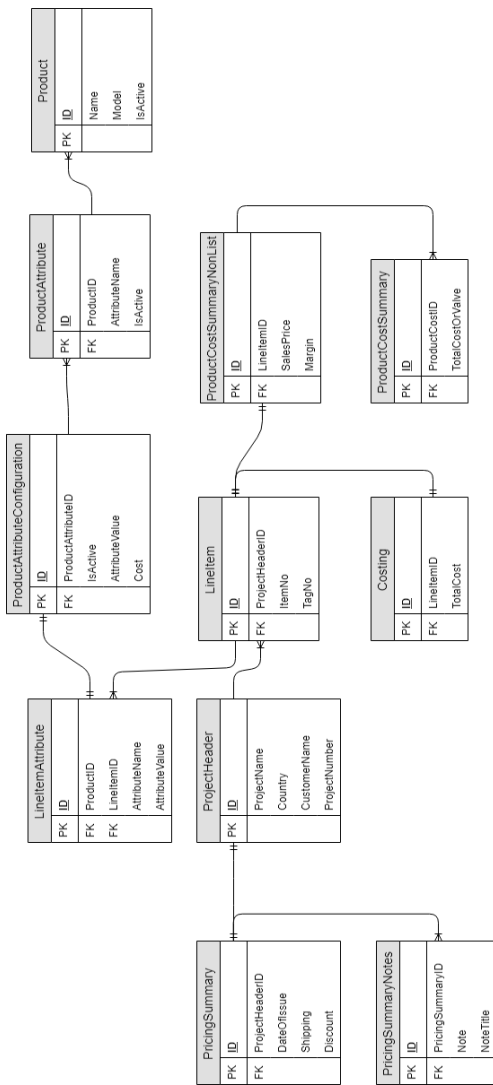 Product
PK ID
Name
Model
IsActive
ProductAttribute
PK ID
FK ProductID
AttributeName
IsActive
ProductAttributeConfiguration
PK ID
FK ProductAttributeID
IsActive
AttributeValue
Cost
LineItemAttribute
PK ID
FK ProductID
FK LineItemID
AttributeName
AttributeValue
ProductCostSummaryNonList
PK ID
FK LineItemID
SalesPrice
Margin
LineItem
PK ID
FK ProjectHeaderID
ItemNo
TagNo
ProjectHeader
PK ID
ProjectName
Country
CustomerName
ProjectNumber
PricingSummary
PK ID
FK ProjectHeaderID
DateOfIssue
Shipping
Discount
ProductCostSummary
PK ID
FK ProductCostID
TotalCostOrValve
Costing
PK ID
FK LineItemID
TotalCost
PricingSummaryNotes
PK ID
FK PricingSummaryID
Note
NoteTitle